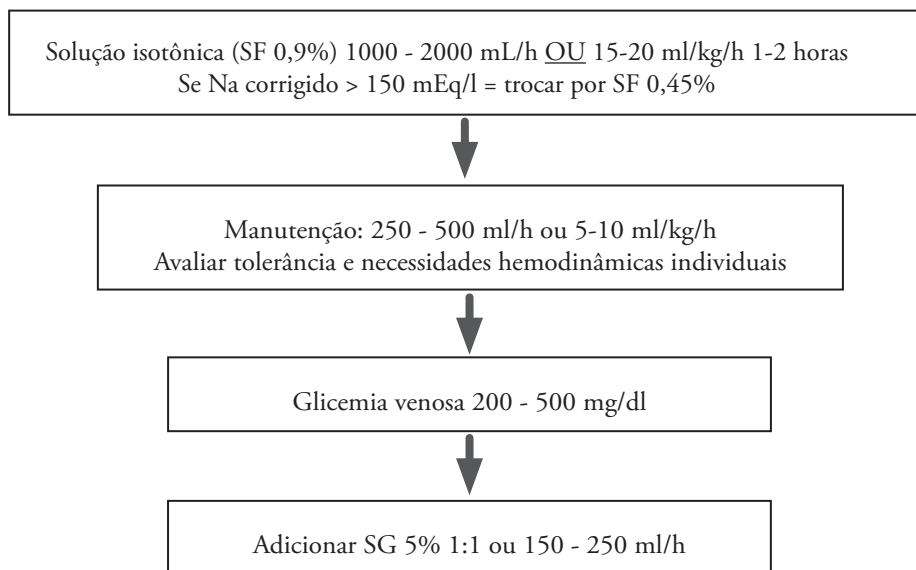 Solução isotônica (SF 0,9%) 1000 - 2000 mL/h OU 15-20 ml/kg/h 1-2 horas
Se Na corrigido > 150 mEq/l = trocar por SF 0,45%
Manutenção: 250 - 500 ml/h ou 5-10 ml/kg/h
Avaliar tolerância e necessidades hemodinâmicas individuais
Glicemia venosa 200 - 500 mg/dl
Adicionar SG 5% 1:1 ou 150 - 250 ml/h